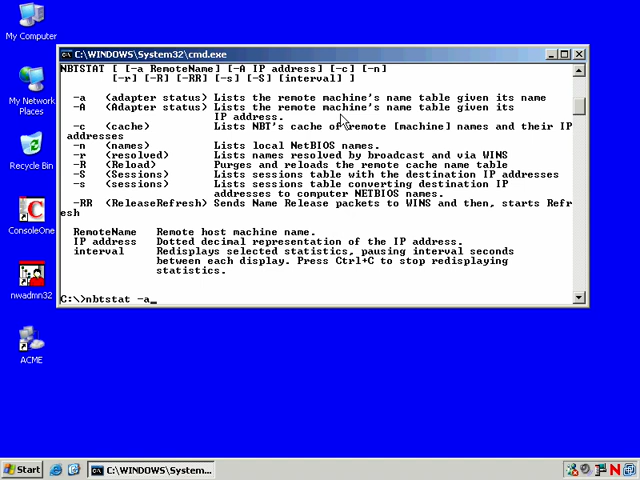 My Computer
My Network
Places
Recycle Bin
ConsoleOne
nwadmn32
ACME
C:\WINDOWS\System32\cmd.exe
NBTSTAT [ [-a RemoteName] [-A IP address] [-c] [-n]
[-r] [-R] [-RR] [-s] [-S] [interval] ]
-a (adapter status) Lists the remote machine's name table given its name
-A (Adapter status) Lists the remote machine's name table given its
IP address.
-c (cache) Lists NBT's cache of remote [machine] names and their IP
addresses
-n (names) Lists local NetBIOS names.
-r (resolved) Lists names resolved by broadcast and via WINS
-R (Reload) Purges and reloads the remote cache name table
-S (Sessions) Lists sessions table with the destination IP addresses
-s (sessions) Lists sessions table converting destination IP
addresses to computer NETBIOS names.
-RR (ReleaseRefresh) Sends Name Release packets to WINS and then, starts Refr
esh
RemoteName Remote host machine name.
IP address Dotted decimal representation of the IP address.
interval Redisplays selected statistics, pausing interval seconds
between each display. Press Ctrl+C to stop redisplaying
statistics.
C:\>nbtstat -a_
Start
C:\WINDOWS\System...